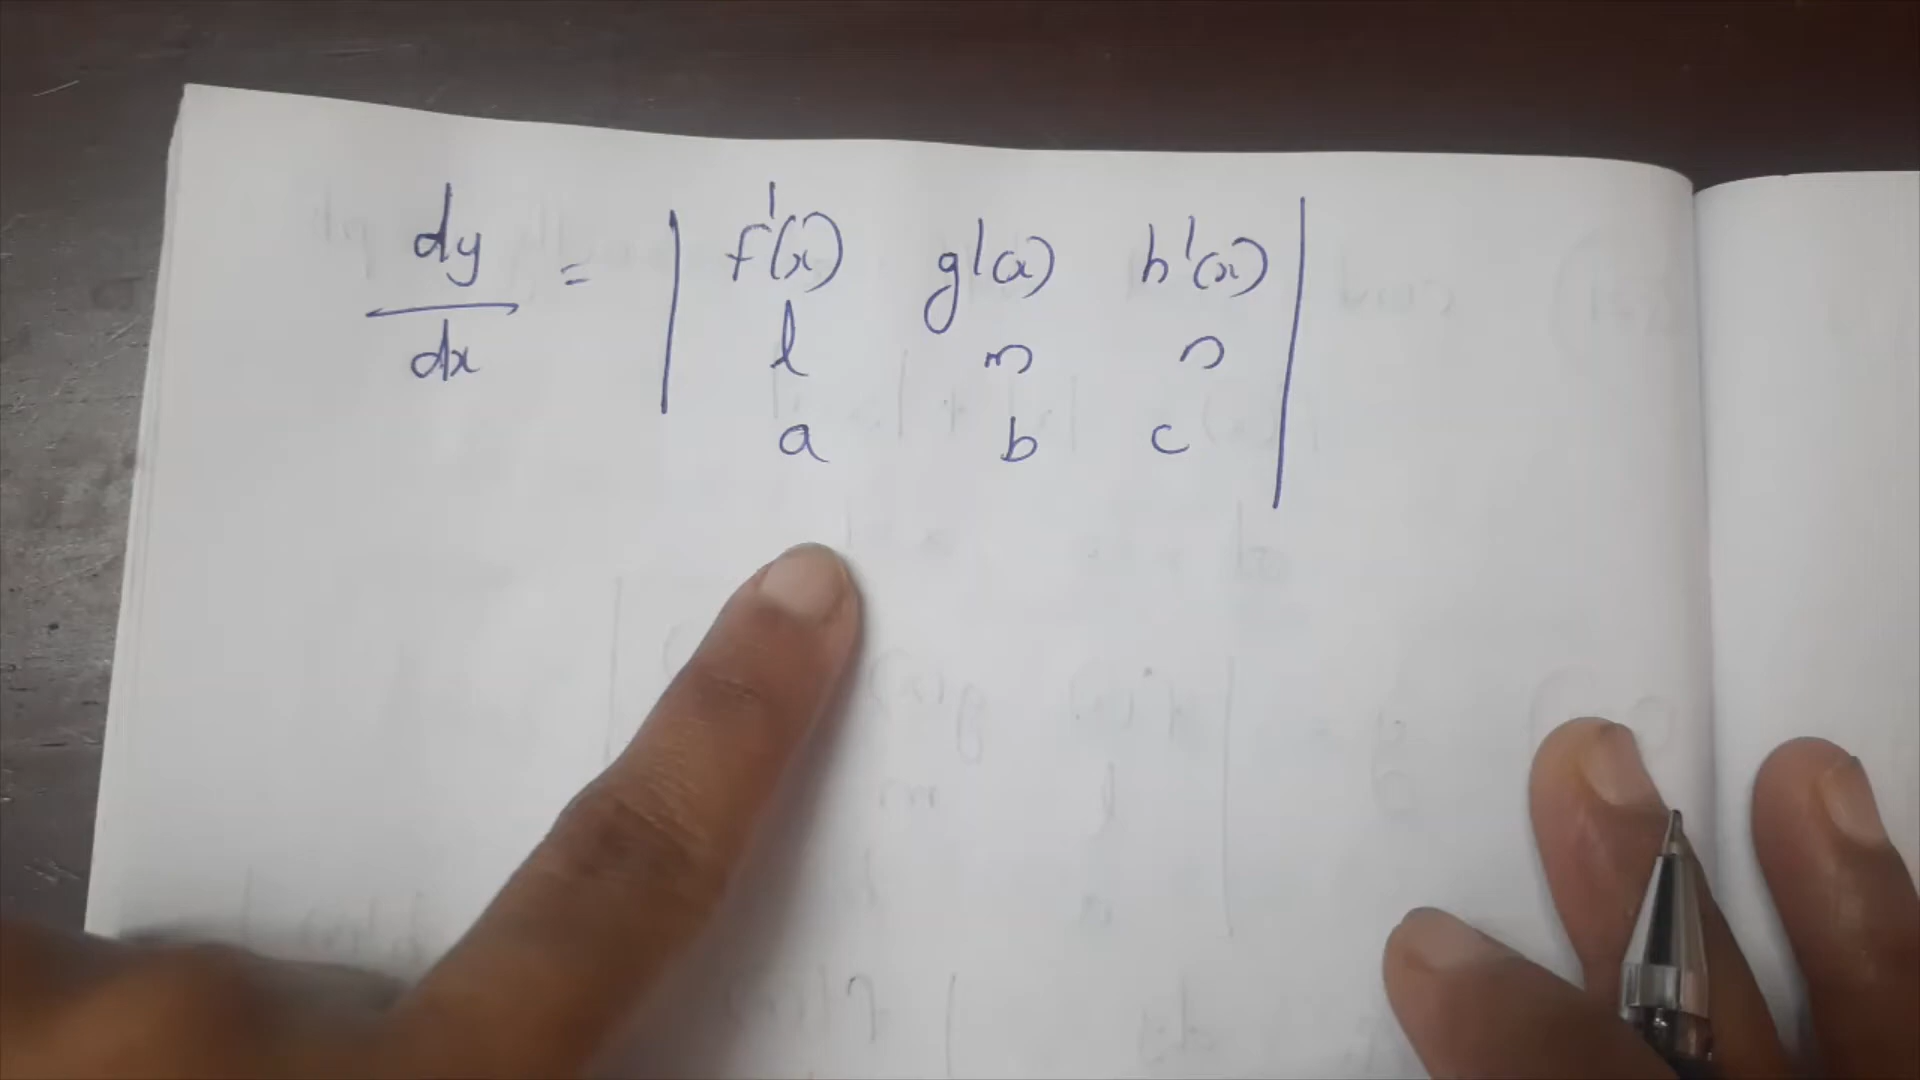 dy/dx = | f'(x) g'(x) h'(x) |
l m n
a b c